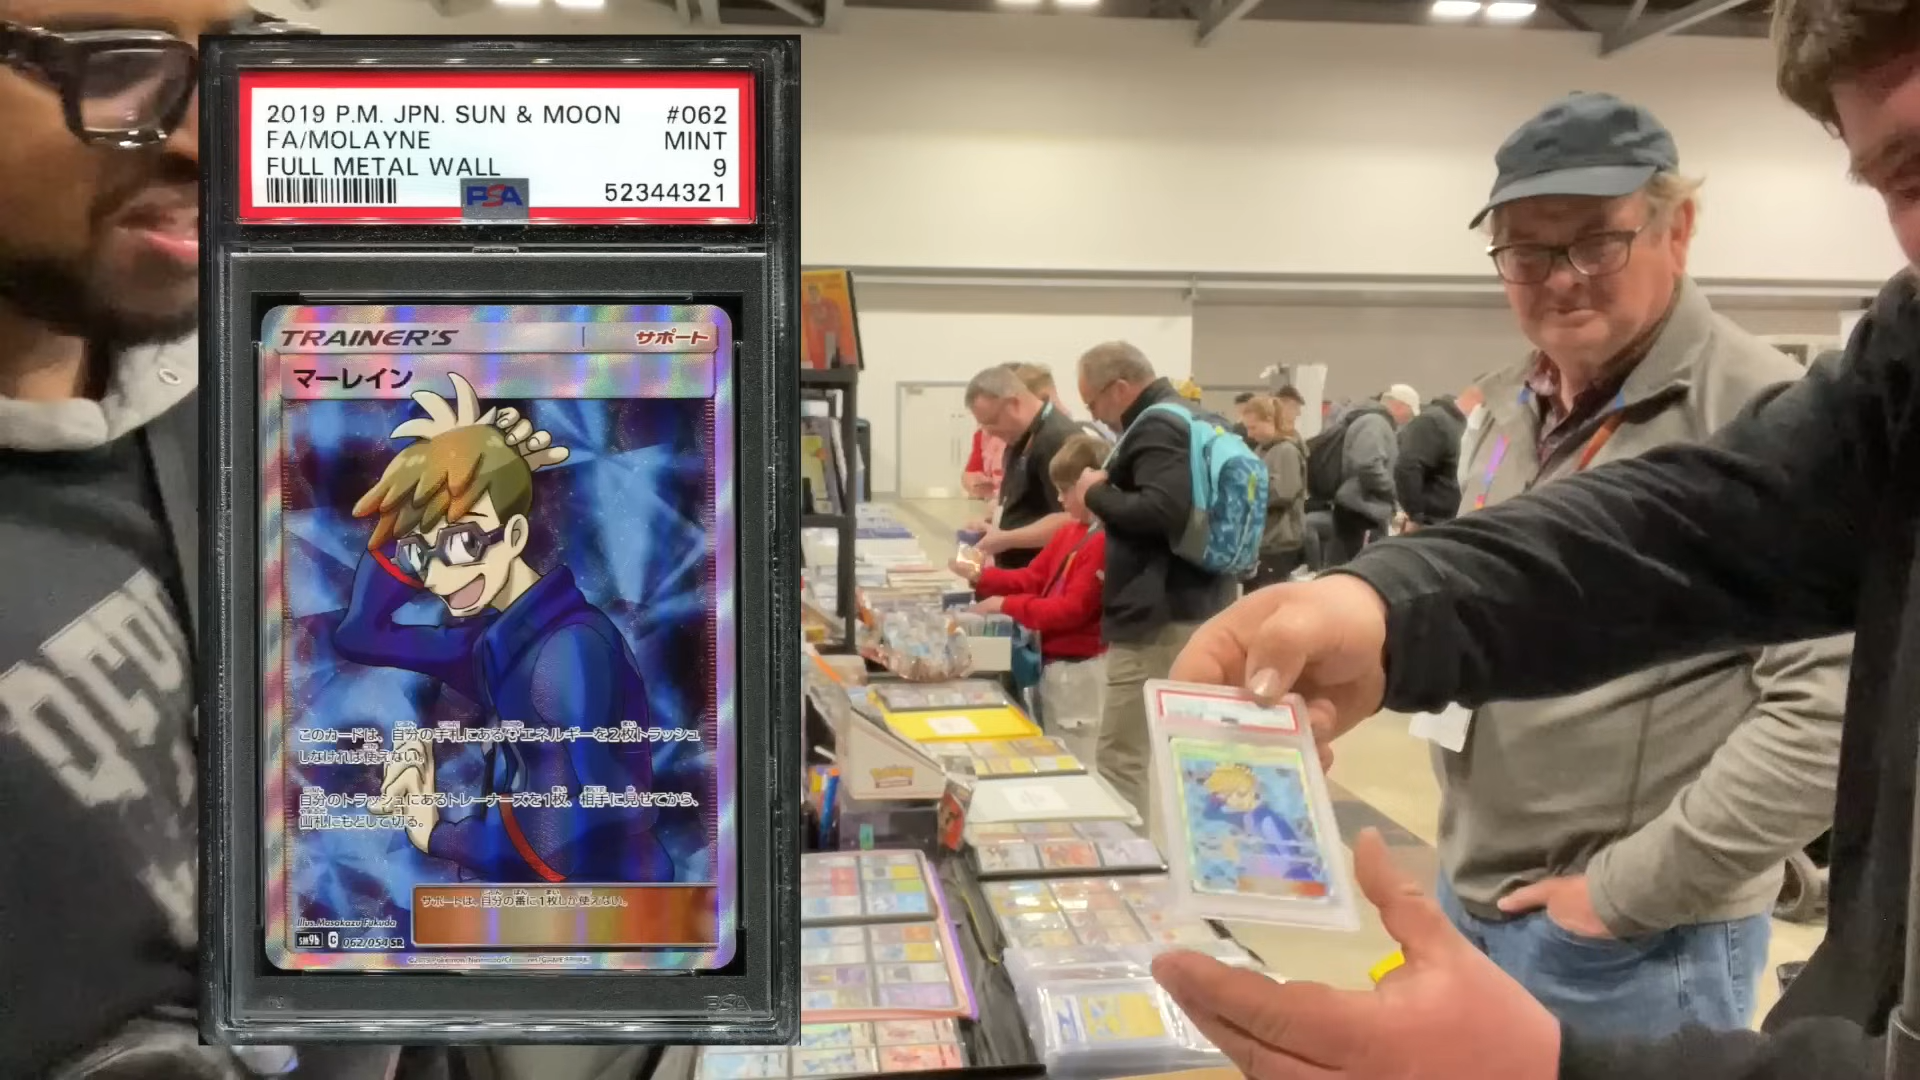 2019 P.M. JPN. SUN & MOON #062
FA/MOLAYNE MINT
FULL METAL WALL 9
PSA 52344321
TRAINER'S サポート
マーレイン
このカードは、自分の手札にあるエネルギーを2枚トラッシュ
しなければ使えない。
自分のトラッシュにあるトレーナーズを1枚、相手に見せてから、
山札にもどして切る。
サポートは、自分の番に1枚しか使えない。
Illus. Masakazu Fukuda
sm9b C 062/054 SR
PSA